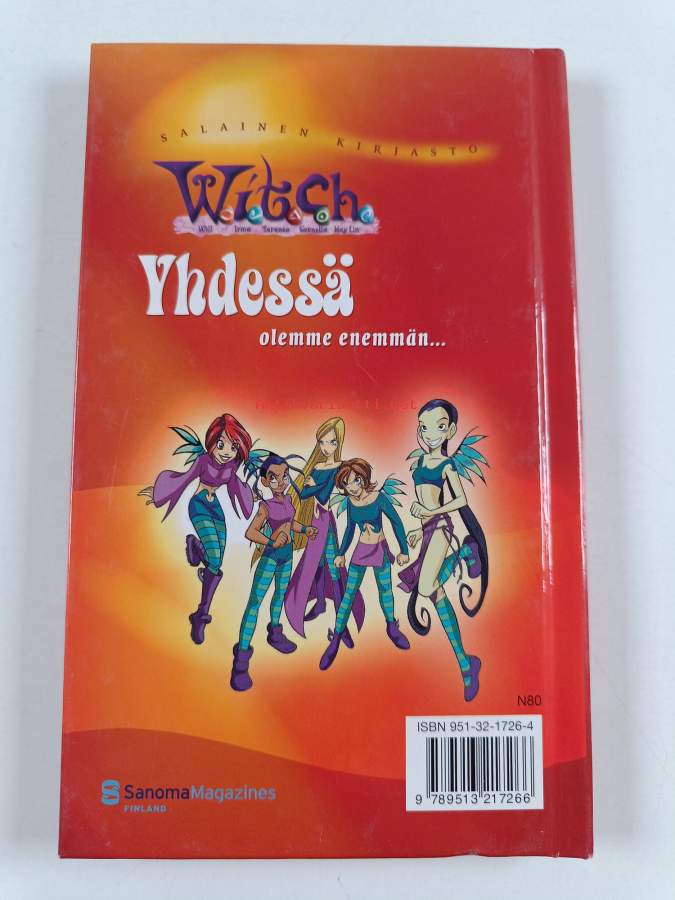 SALAINEN KIRJASTO
WiTCh
Will Irma Taranee Cornelia Hay Lin
Yhdessä
olemme enemmän...
N80
ISBN 951-32-1726-4
9 789513 217266
SanomaMagazines
FINLAND